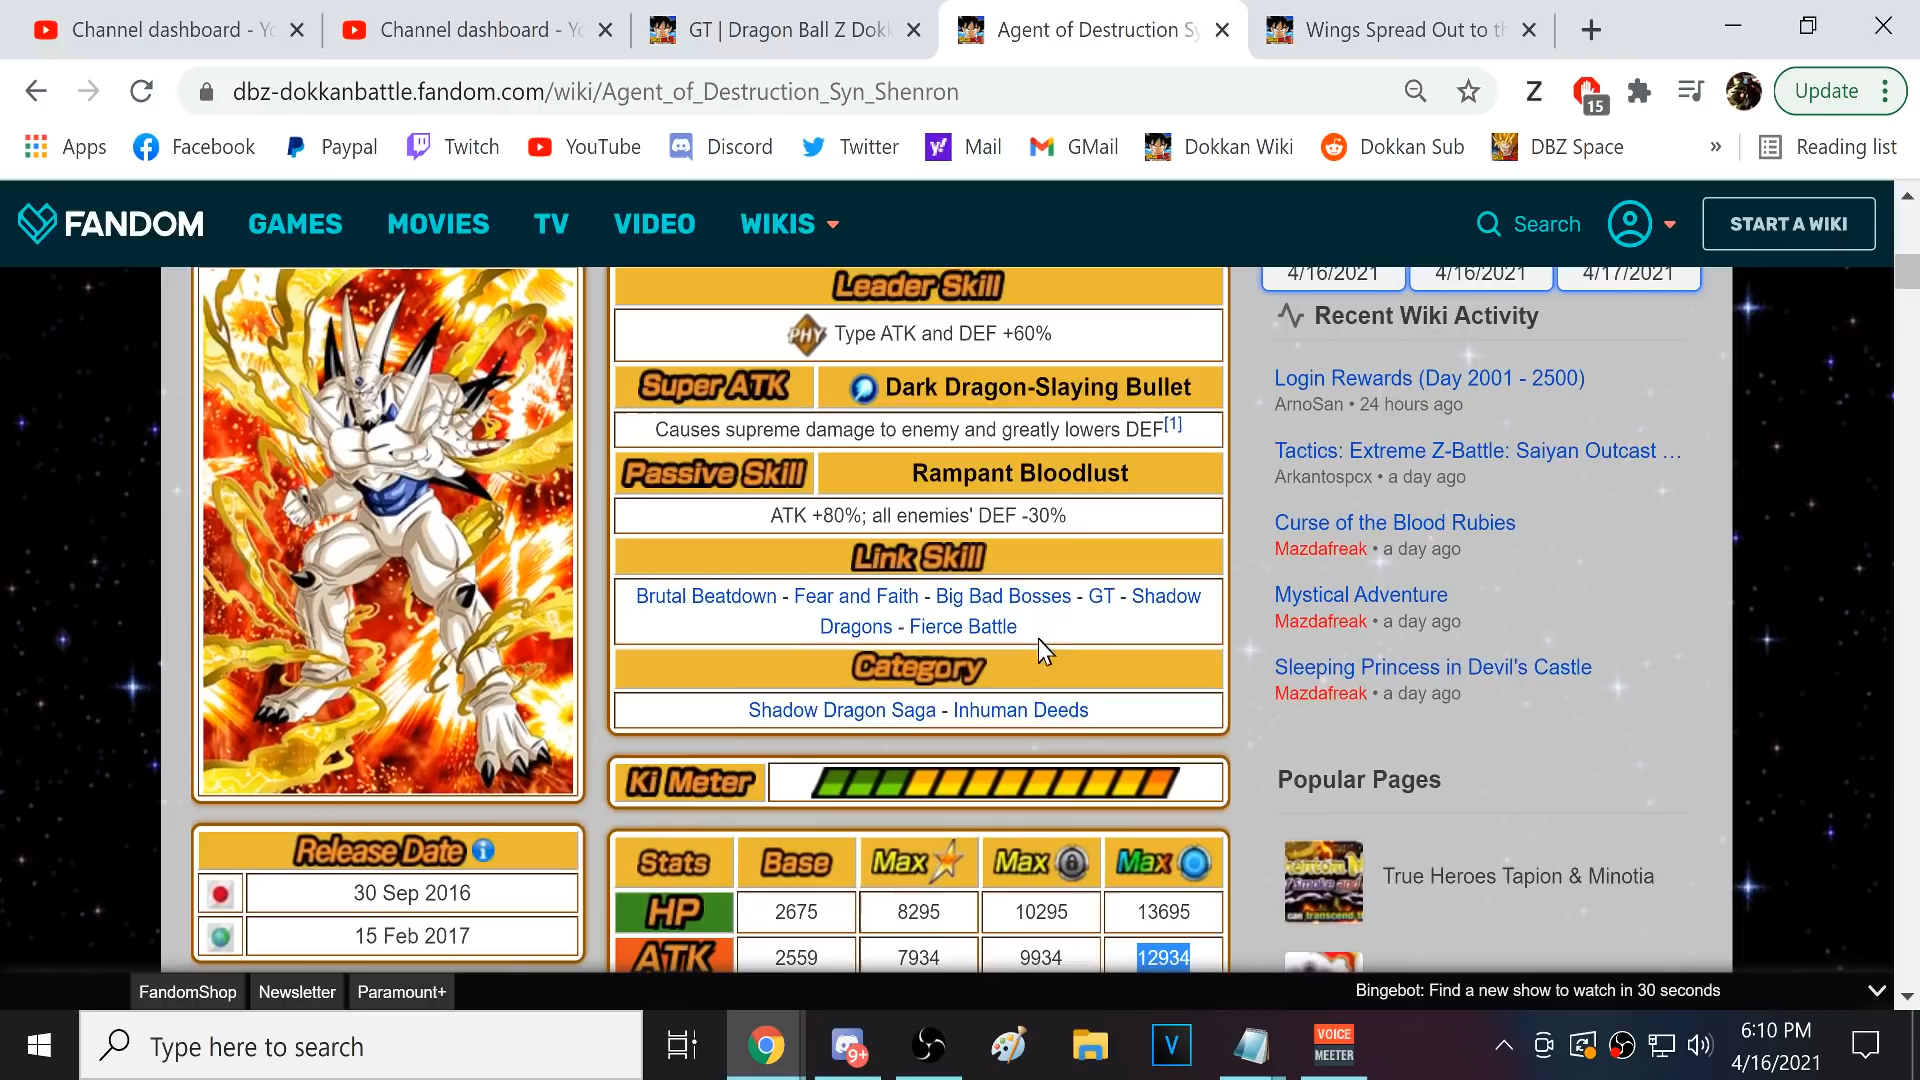 Channel dashboard - Yo
Channel dashboard - Yo
GT | Dragon Ball Z Dokk
Agent of Destruction Sy
Wings Spread Out to th
dbz-dokkanbattle.fandom.com/wiki/Agent_of_Destruction_Syn_Shenron
Z
15
Update
Apps
Facebook
Paypal
Twitch
YouTube
Discord
Twitter
Mail
GMail
Dokkan Wiki
Dokkan Sub
DBZ Space
»
Reading list
FANDOM
GAMES
MOVIES
TV
VIDEO
WIKIS
Search
START A WIKI
4/16/2021
4/16/2021
4/17/2021
Leader Skill
PHY Type ATK and DEF +60%
Super ATK
Dark Dragon-Slaying Bullet
Causes supreme damage to enemy and greatly lowers DEF[1]
Passive Skill
Rampant Bloodlust
ATK +80%; all enemies' DEF -30%
Link Skill
Brutal Beatdown - Fear and Faith - Big Bad Bosses - GT - Shadow
Dragons - Fierce Battle
Category
Shadow Dragon Saga - Inhuman Deeds
Ki Meter
Release Date
30 Sep 2016
15 Feb 2017
Stats
Base
Max
Max
Max
HP
2675
8295
10295
13695
ATK
2559
7934
9934
12934
Recent Wiki Activity
Login Rewards (Day 2001 - 2500)
ArnoSan • 24 hours ago
Tactics: Extreme Z-Battle: Saiyan Outcast ...
Arkantospcx • a day ago
Curse of the Blood Rubies
Mazdafreak • a day ago
Mystical Adventure
Mazdafreak • a day ago
Sleeping Princess in Devil's Castle
Mazdafreak • a day ago
Popular Pages
True Heroes Tapion & Minotia
FandomShop
Newsletter
Paramount+
Bingebot: Find a new show to watch in 30 seconds
Type here to search
9+
V
VOICE
MEETER
6:10 PM
4/16/2021